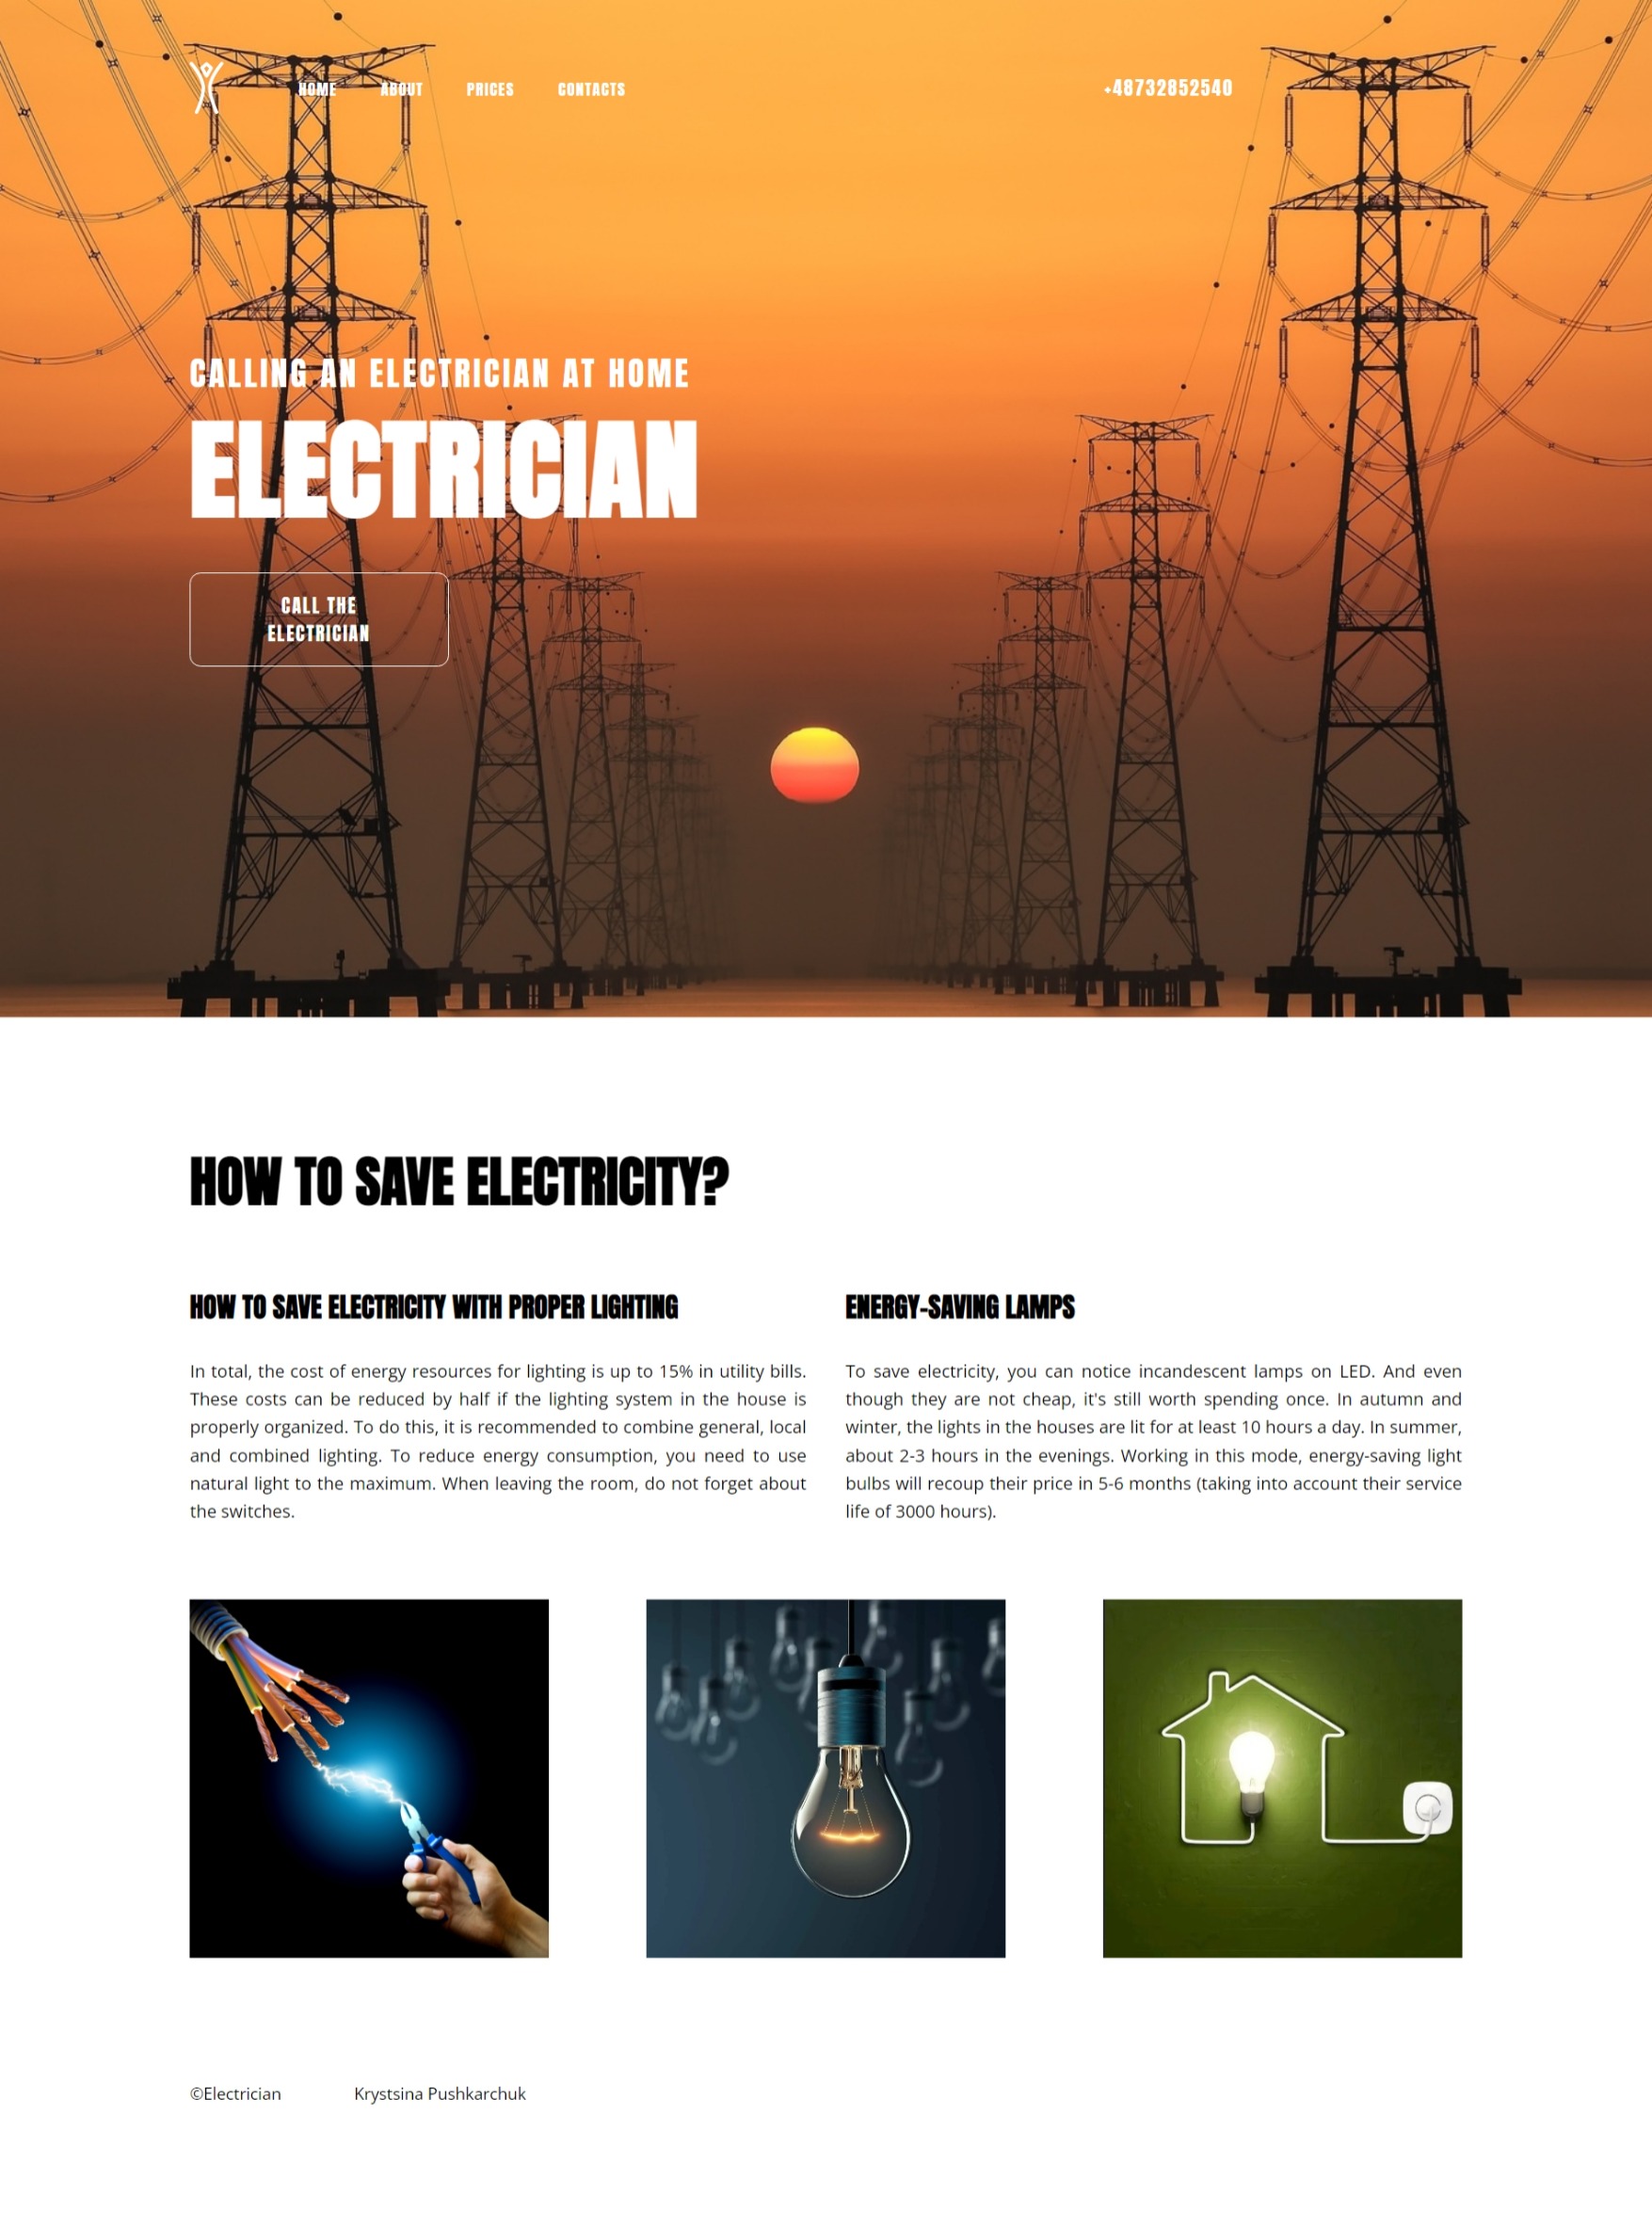 HOME ABOUT PRICES CONTACTS +48732852540
CALLING AN ELECTRICIAN AT HOME
ELECTRICIAN
CALL THE
ELECTRICIAN
HOW TO SAVE ELECTRICITY?
HOW TO SAVE ELECTRICITY WITH PROPER LIGHTING
In total, the cost of energy resources for lighting is up to 15% in utility bills.
These costs can be reduced by half if the lighting system in the house is
properly organized. To do this, it is recommended to combine general, local
and combined lighting. To reduce energy consumption, you need to use
natural light to the maximum. When leaving the room, do not forget about
the switches.
ENERGY-SAVING LAMPS
To save electricity, you can notice incandescent lamps on LED. And even
though they are not cheap, it's still worth spending once. In autumn and
winter, the lights in the houses are lit for at least 10 hours a day. In summer,
about 2-3 hours in the evenings. Working in this mode, energy-saving light
bulbs will recoup their price in 5-6 months (taking into account their service
life of 3000 hours).
©Electrician Krystsina Pushkarchuk